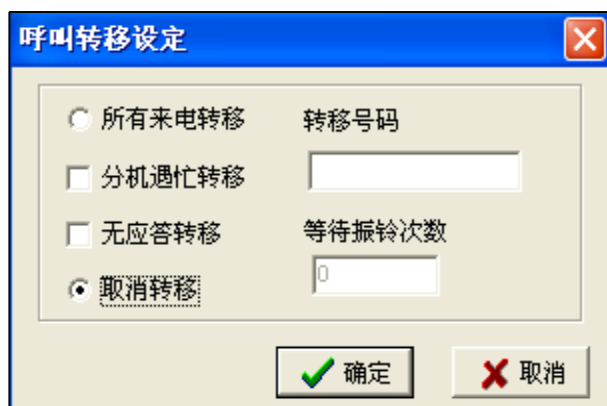 呼叫转移设定
所有来电转移
转移号码
分机遇忙转移
无应答转移
等待振铃次数
0
取消转移
确定
取消